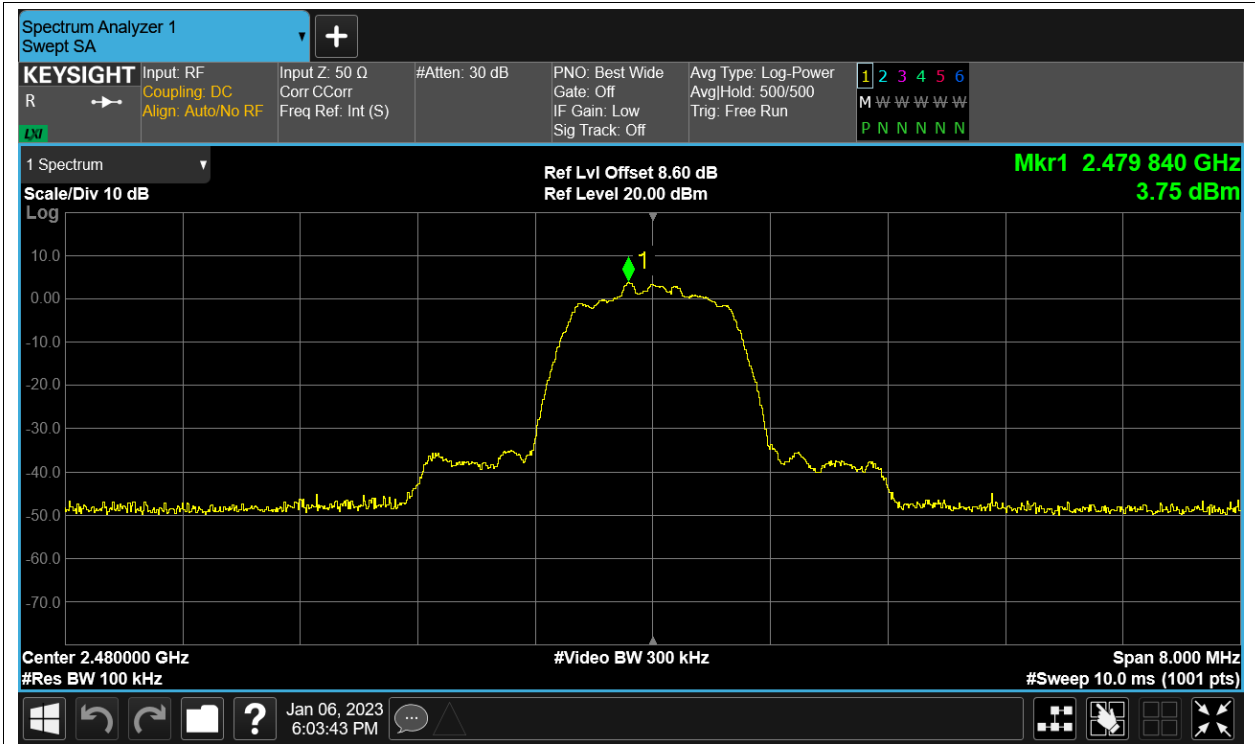 Spectrum Analyzer 1
Swept SA
KEYSIGHT
R
LXI
Input: RF
Coupling: DC
Align: Auto/No RF
Input Z: 50 Ω
Corr CCorr
Freq Ref: Int (S)
#Atten: 30 dB
PNO: Best Wide
Gate: Off
IF Gain: Low
Sig Track: Off
Avg Type: Log-Power
Avg|Hold: 500/500
Trig: Free Run
1 2 3 4 5 6
M W W W W W
P N N N N N
1 Spectrum
Scale/Div 10 dB
Log
Ref Lvl Offset 8.60 dB
Ref Level 20.00 dBm
Mkr1 2.479 840 GHz
3.75 dBm
1
10.0
0.00
-10.0
-20.0
-30.0
-40.0
-50.0
-60.0
-70.0
Center 2.480000 GHz
#Res BW 100 kHz
#Video BW 300 kHz
Span 8.000 MHz
#Sweep 10.0 ms (1001 pts)
?
Jan 06, 2023
6:03:43 PM